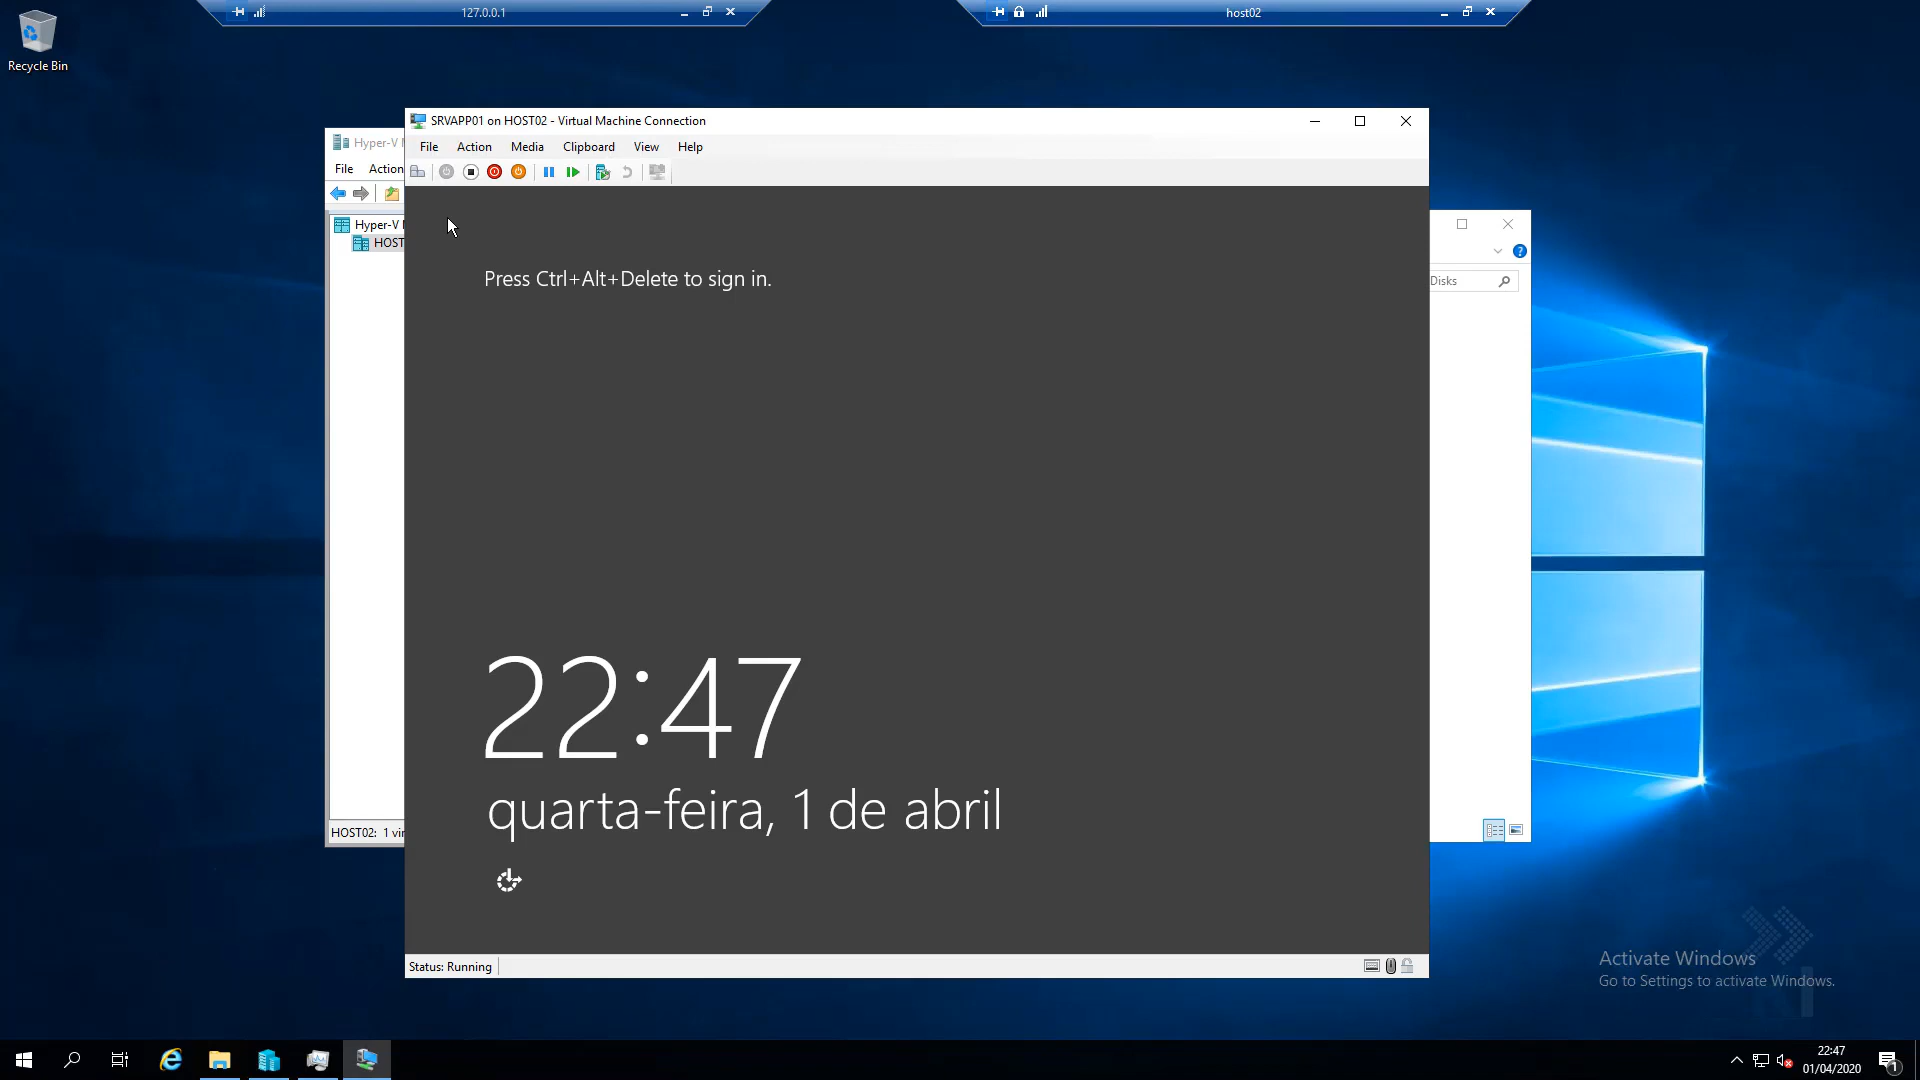 127.0.0.1
host02
Recycle Bin
SRVAPP01 on HOST02 - Virtual Machine Connection
File Action Media Clipboard View Help
Hyper-V
File Action
Hyper-V
HOST
Disks
Press Ctrl+Alt+Delete to sign in.
22:47
quarta-feira, 1 de abril
HOST02: 1 vir
Status: Running
Activate Windows
Go to Settings to activate Windows.
22:47
01/04/2020
1